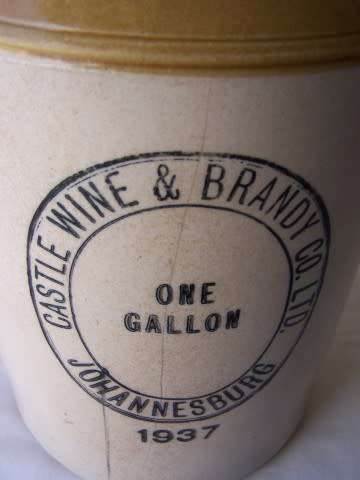 CASTLE WINE & BRANDY CO. LTD.
ONE
GALLON
JOHANNESBURG
1937